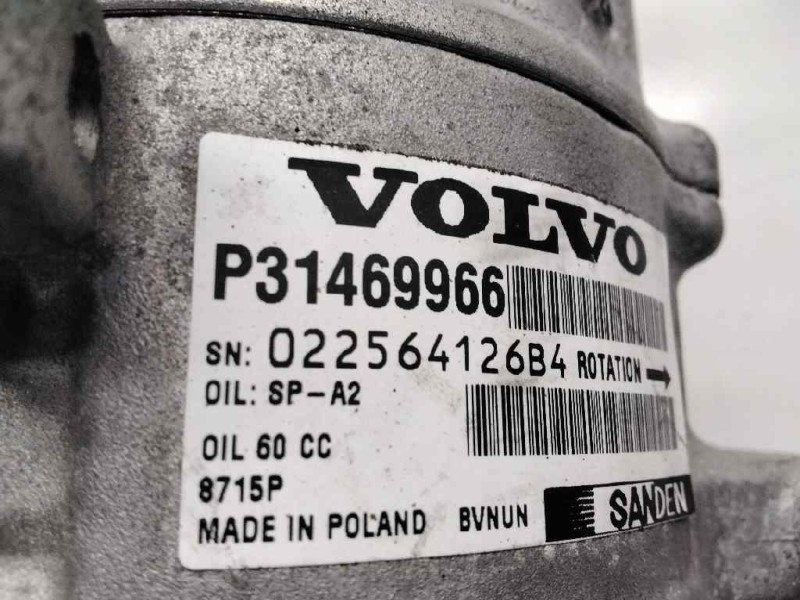 VOLVO
P31469966
SN: 022564126B4 ROTATION →
OIL: SP-A2
OIL 60 CC
8715P
MADE IN POLAND BVNUN SANDEN